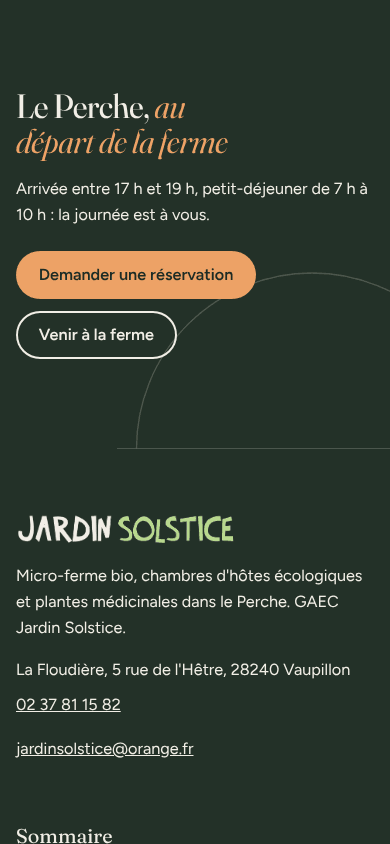 Le Perche, au
départ de la ferme
Arrivée entre 17 h et 19 h, petit-déjeuner de 7 h à
10 h : la journée est à vous.
Demander une réservation
Venir à la ferme
JARDIN SOLSTICE
Micro-ferme bio, chambres d'hôtes écologiques
et plantes médicinales dans le Perche. GAEC
Jardin Solstice.
La Floudière, 5 rue de l'Hêtre, 28240 Vaupillon
02 37 81 15 82
jardinsolstice@orange.fr
Sommaire